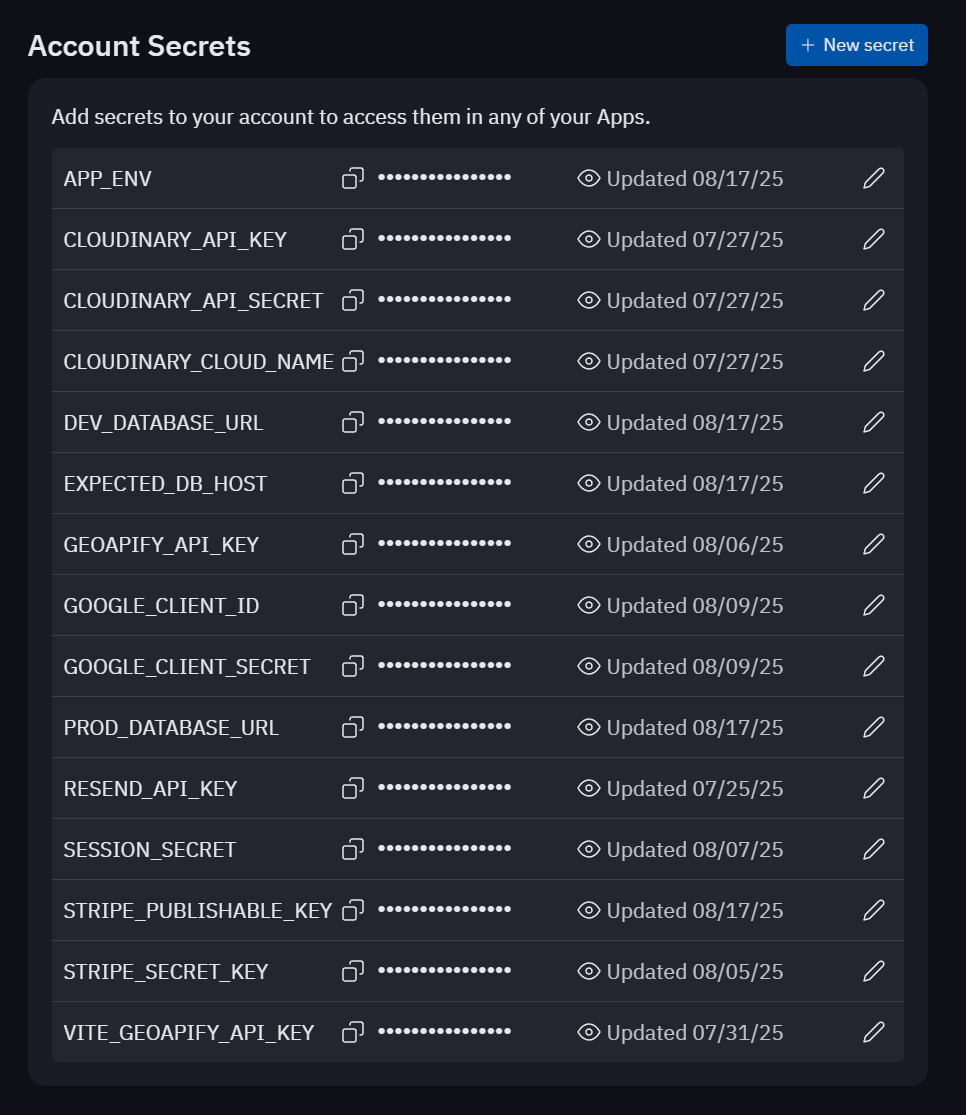 Account Secrets
+ New secret
Add secrets to your account to access them in any of your Apps.
APP_ENV •••••••••••••••• Updated 08/17/25
CLOUDINARY_API_KEY •••••••••••••••• Updated 07/27/25
CLOUDINARY_API_SECRET •••••••••••••••• Updated 07/27/25
CLOUDINARY_CLOUD_NAME •••••••••••••••• Updated 07/27/25
DEV_DATABASE_URL •••••••••••••••• Updated 08/17/25
EXPECTED_DB_HOST •••••••••••••••• Updated 08/17/25
GEOAPIFY_API_KEY •••••••••••••••• Updated 08/06/25
GOOGLE_CLIENT_ID •••••••••••••••• Updated 08/09/25
GOOGLE_CLIENT_SECRET •••••••••••••••• Updated 08/09/25
PROD_DATABASE_URL •••••••••••••••• Updated 08/17/25
RESEND_API_KEY •••••••••••••••• Updated 07/25/25
SESSION_SECRET •••••••••••••••• Updated 08/07/25
STRIPE_PUBLISHABLE_KEY •••••••••••••••• Updated 08/17/25
STRIPE_SECRET_KEY •••••••••••••••• Updated 08/05/25
VITE_GEOAPIFY_API_KEY •••••••••••••••• Updated 07/31/25